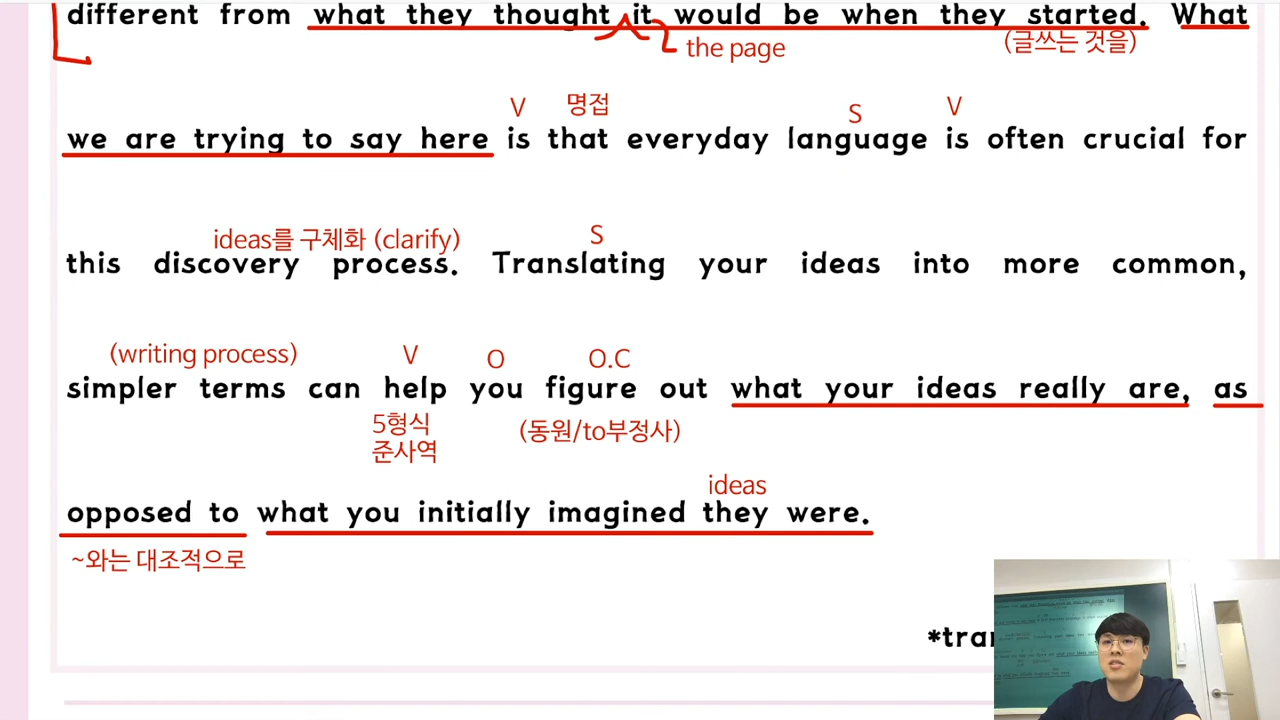 different from what they thought it would be when they started. What
the page
(글쓰는 것을)
V 명접 S V
we are trying to say here is that everyday language is often crucial for
ideas를 구체화 (clarify) S
this discovery process. Translating your ideas into more common,
(writing process) V O O.C
simpler terms can help you figure out what your ideas really are, as
5형식
준사역
(동원/to부정사)
ideas
opposed to what you initially imagined they were.
~와는 대조적으로